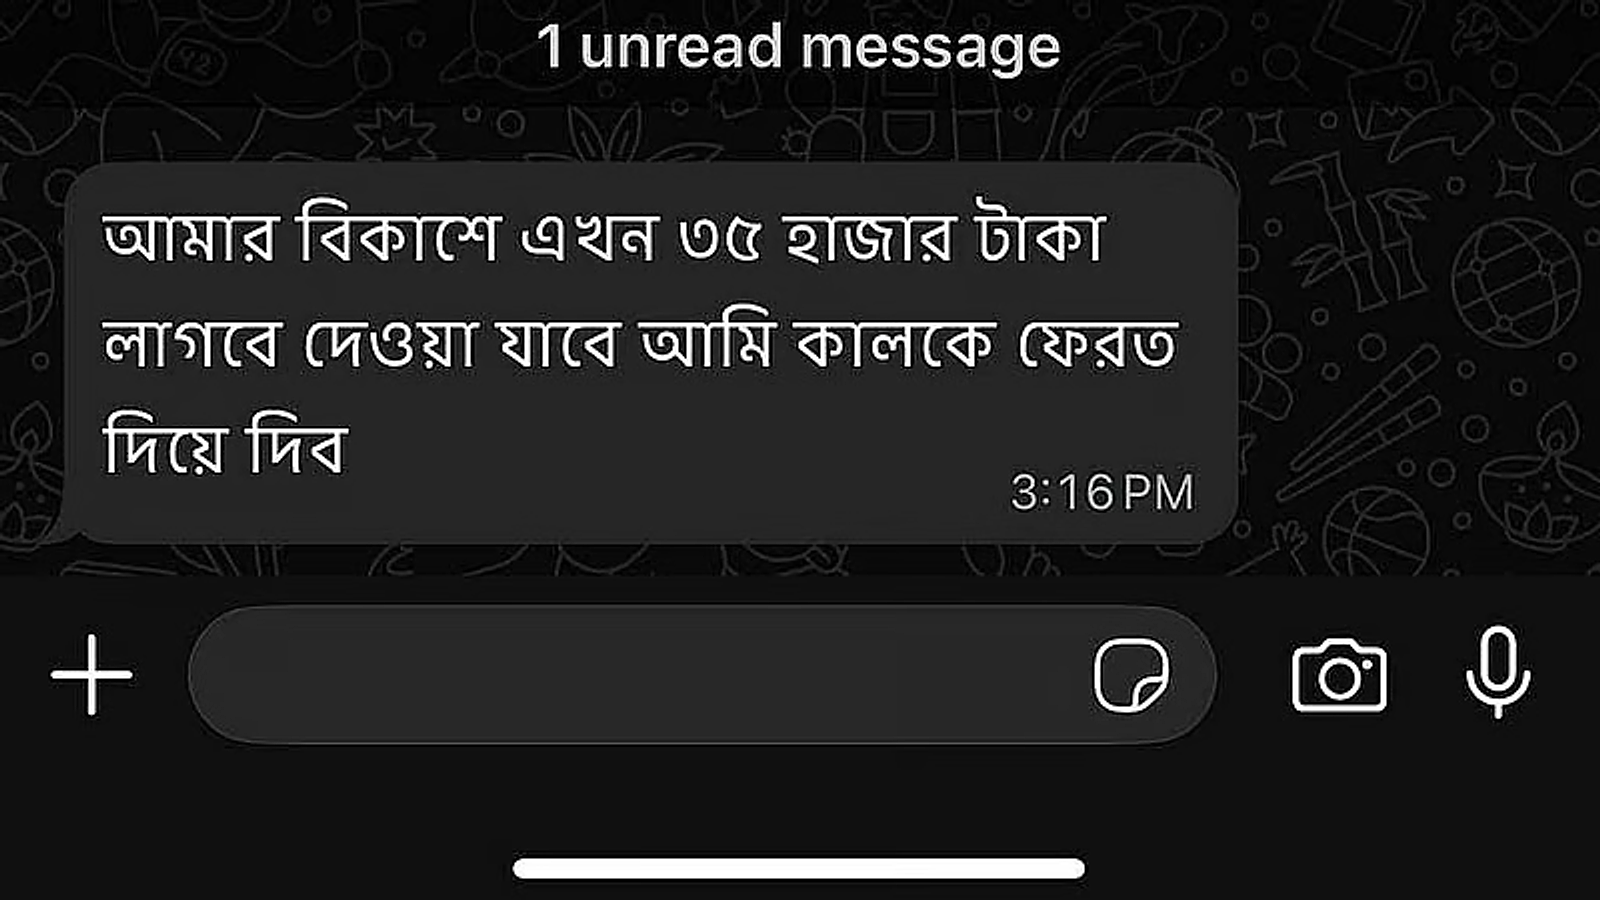 1 unread message
আমার বিকাশে এখন ৩৫ হাজার টাকা
লাগবে দেওয়া যাবে আমি কালকে ফেরত
দিয়ে দিব
3:16 PM